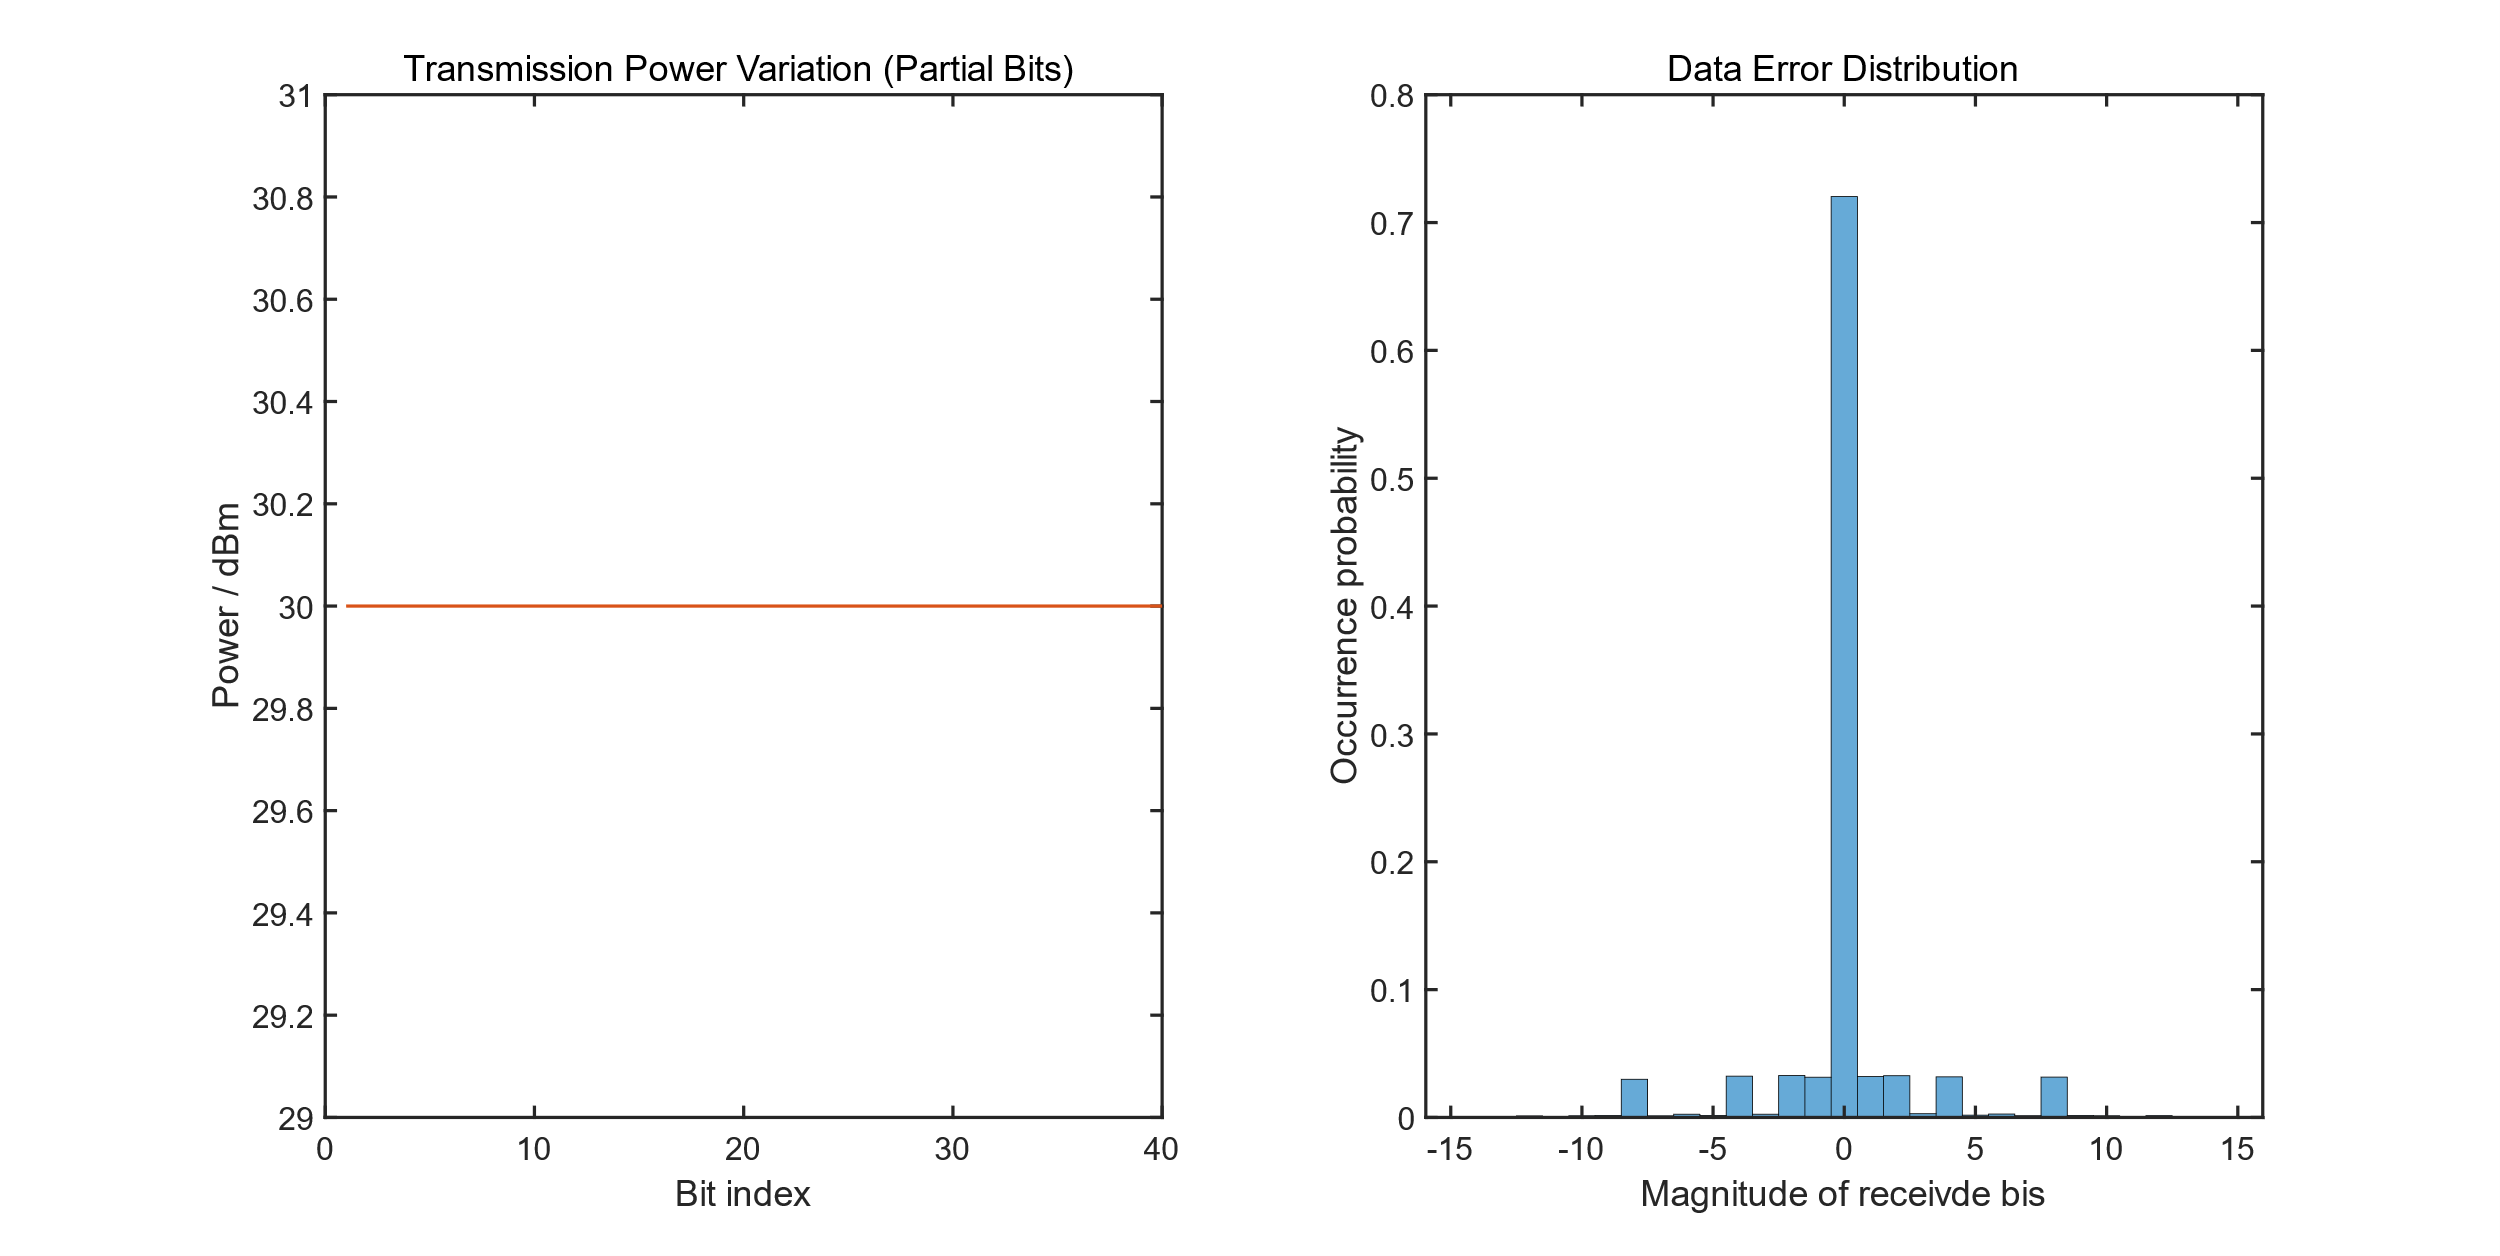 Transmission Power Variation (Partial Bits)
31
30.8
30.6
30.4
30.2
30
29.8
29.6
29.4
29.2
29
0 10 20 30 40
Bit index
Power / dBm
Data Error Distribution
0.8
0.7
0.6
0.5
0.4
0.3
0.2
0.1
0
-15 -10 -5 0 5 10 15
Magnitude of receivde bis
Occurrence probability